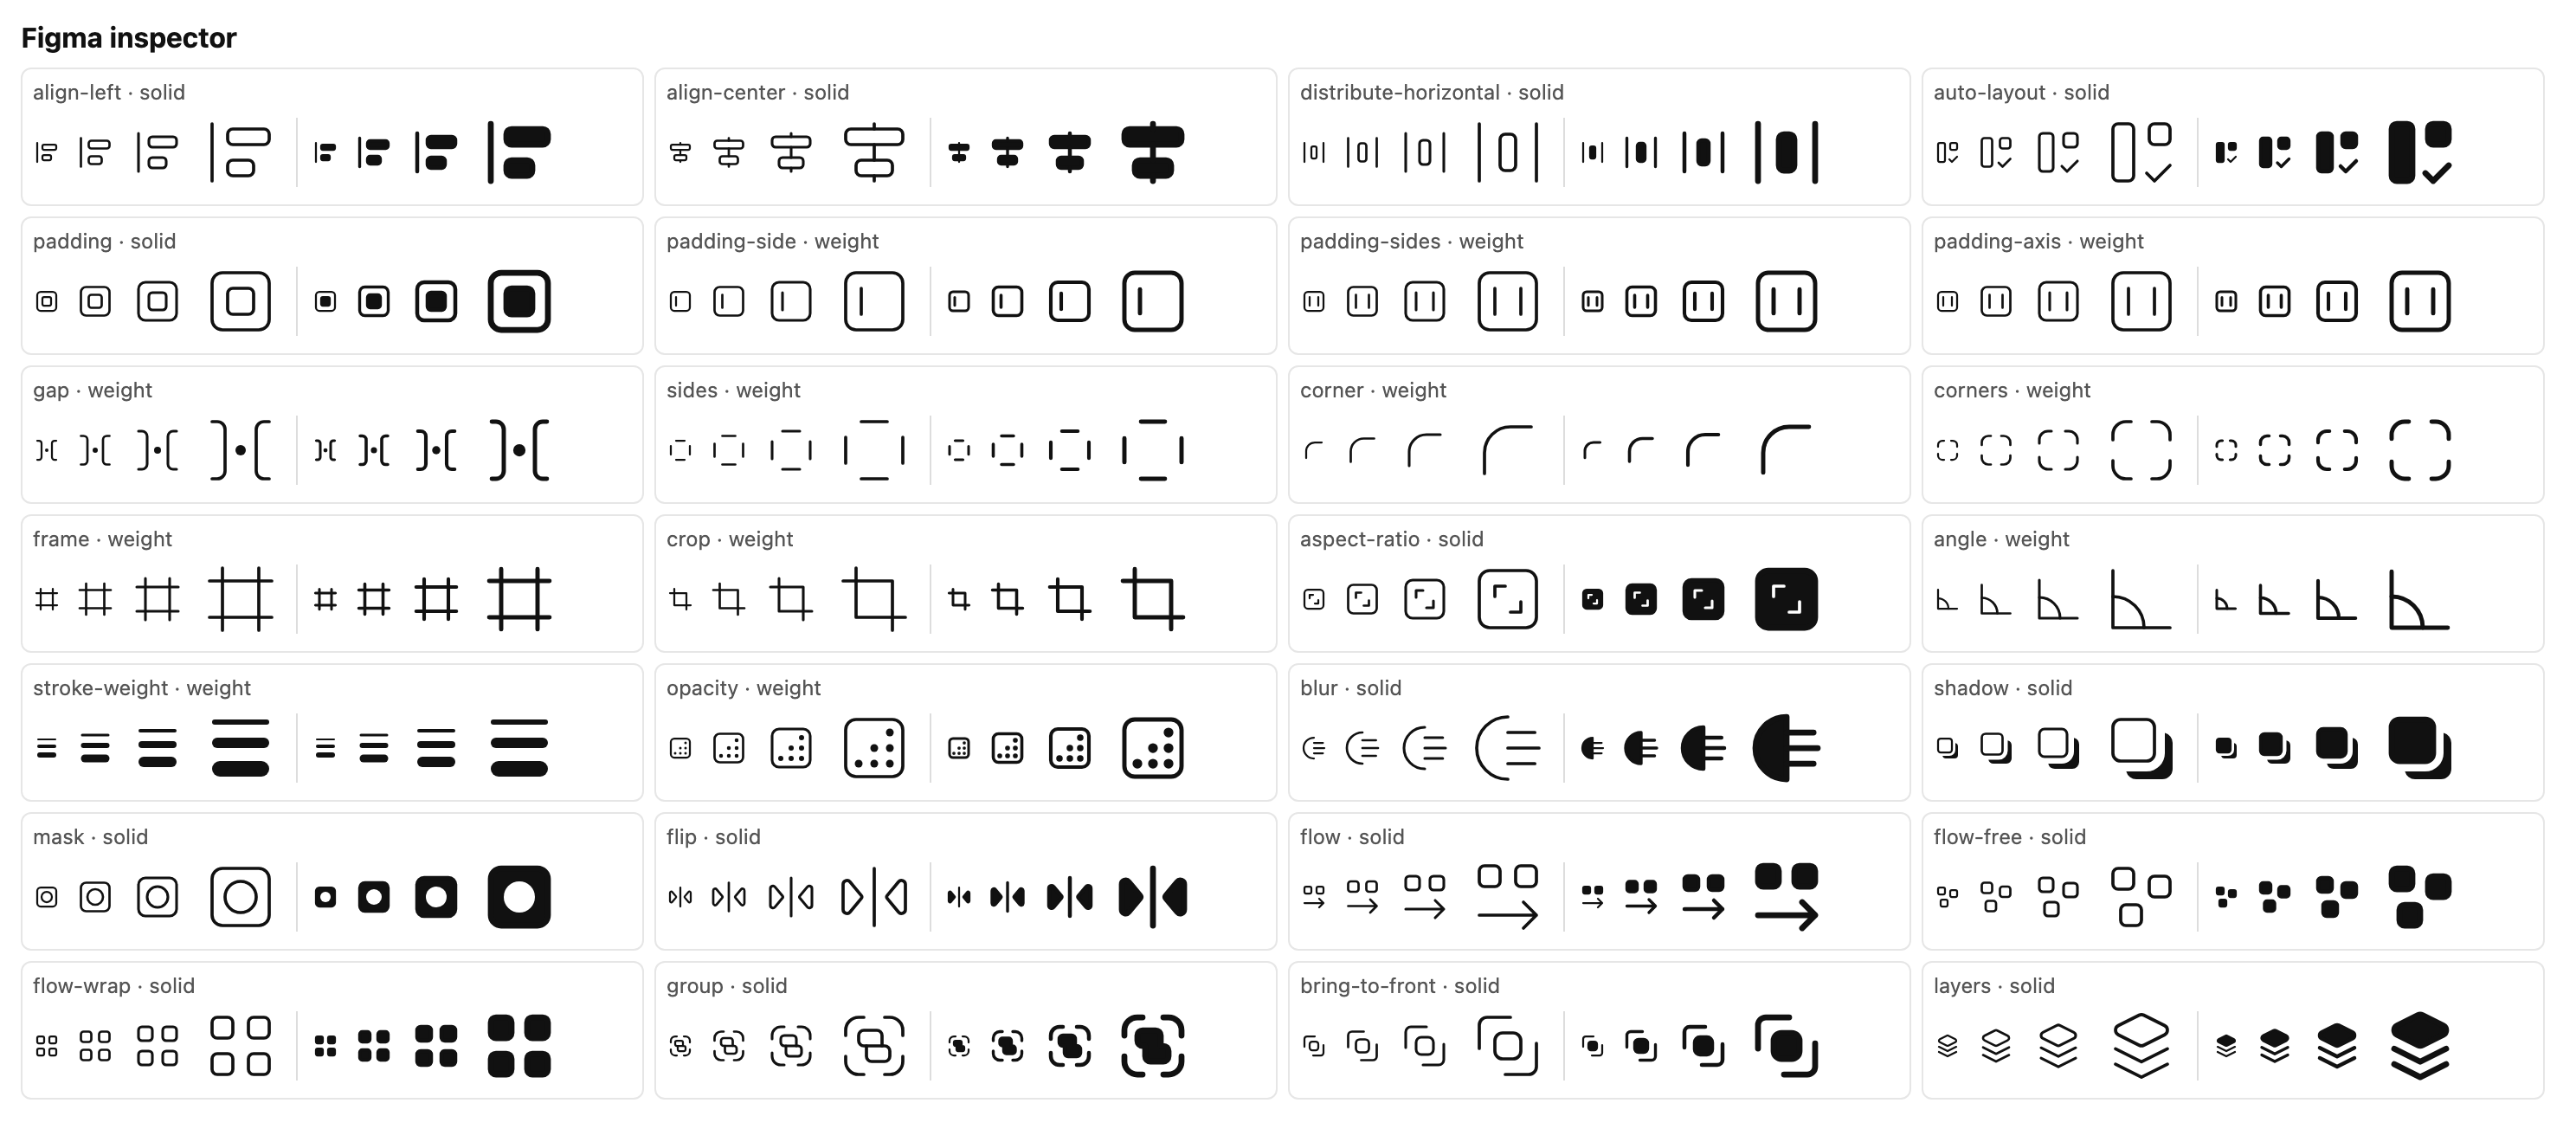 Figma inspector
align-left · solid
align-center · solid
distribute-horizontal · solid
auto-layout · solid
padding · solid
padding-side · weight
padding-sides · weight
padding-axis · weight
gap · weight
sides · weight
corner · weight
corners · weight
frame · weight
crop · weight
aspect-ratio · solid
angle · weight
stroke-weight · weight
opacity · weight
blur · solid
shadow · solid
mask · solid
flip · solid
flow · solid
flow-free · solid
flow-wrap · solid
group · solid
bring-to-front · solid
layers · solid